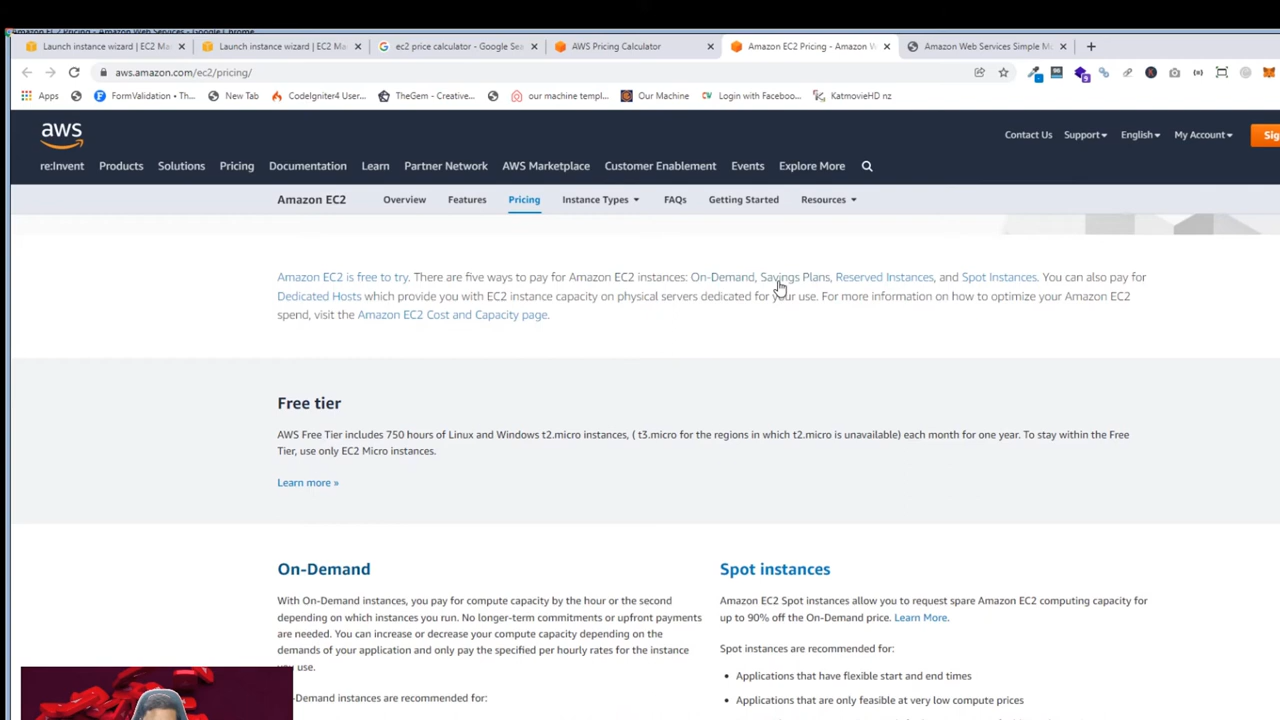 Amazon EC2 Pricing - Amazon Web Services - Google Chrome
Launch instance wizard | EC2 Ma
Launch instance wizard | EC2 Ma
ec2 price calculator - Google Sea
AWS Pricing Calculator
Amazon EC2 Pricing - Amazon W
Amazon Web Services Simple Mo
aws.amazon.com/ec2/pricing/
Apps
FormValidation • Th...
New Tab
CodeIgniter4 User...
TheGem - Creative...
our machine templ...
Our Machine
Login with Faceboo...
KatmovieHD nz
aws
Contact Us
Support
English
My Account
Sig
re:Invent
Products
Solutions
Pricing
Documentation
Learn
Partner Network
AWS Marketplace
Customer Enablement
Events
Explore More
Amazon EC2
Overview
Features
Pricing
Instance Types
FAQs
Getting Started
Resources
Amazon EC2 is free to try. There are five ways to pay for Amazon EC2 instances: On-Demand, Savings Plans, Reserved Instances, and Spot Instances. You can also pay for
Dedicated Hosts which provide you with EC2 instance capacity on physical servers dedicated for your use. For more information on how to optimize your Amazon EC2
spend, visit the Amazon EC2 Cost and Capacity page.
Free tier
AWS Free Tier includes 750 hours of Linux and Windows t2.micro instances, ( t3.micro for the regions in which t2.micro is unavailable) each month for one year. To stay within the Free
Tier, use only EC2 Micro instances.
Learn more »
On-Demand
With On-Demand instances, you pay for compute capacity by the hour or the second
depending on which instances you run. No longer-term commitments or upfront payments
are needed. You can increase or decrease your compute capacity depending on the
demands of your application and only pay the specified per hourly rates for the instance
you use.
On-Demand instances are recommended for:
Spot instances
Amazon EC2 Spot instances allow you to request spare Amazon EC2 computing capacity for
up to 90% off the On-Demand price. Learn More.
Spot instances are recommended for:
• Applications that have flexible start and end times
• Applications that are only feasible at very low compute prices